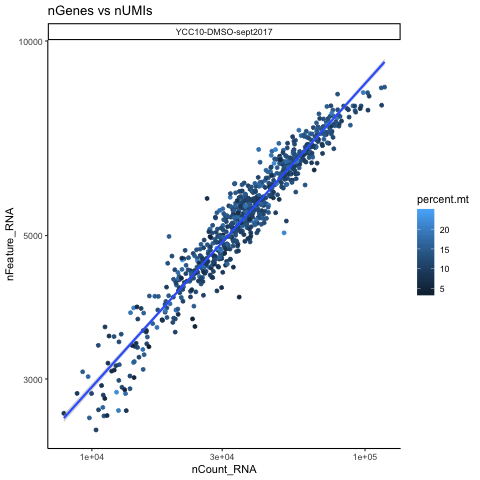 nGenes vs nUMIs
YCC10-DMSO-sept2017
10000
5000
3000
nFeature_RNA
1e+04
3e+04
1e+05
nCount_RNA
percent.mt
20
15
10
5